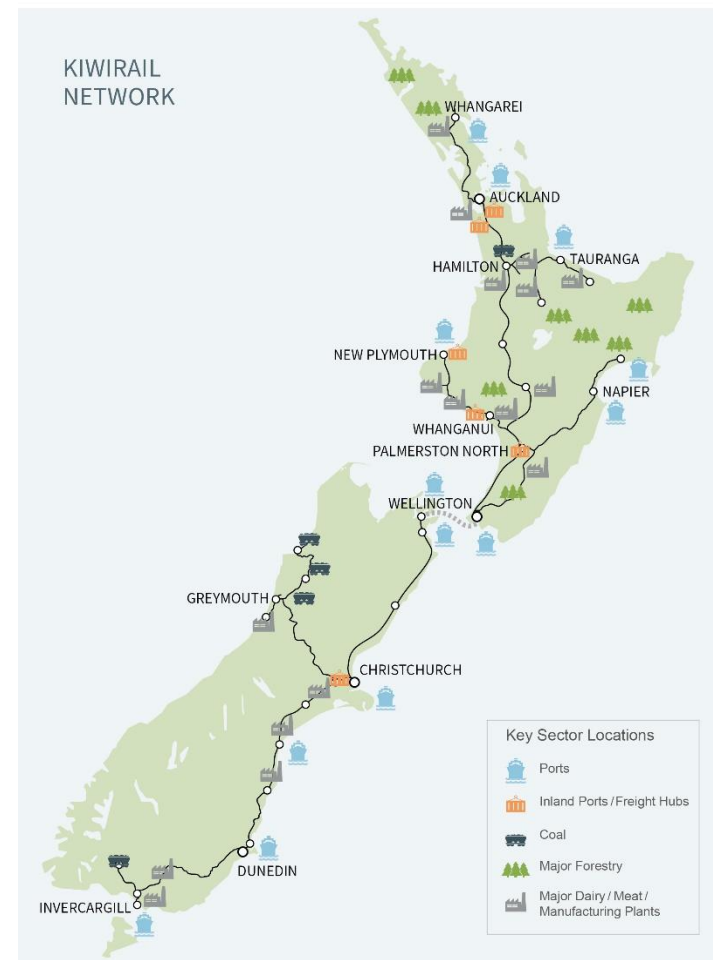 KIWIRAIL
NETWORK
WHANGAREI
AUCKLAND
HAMILTON
TAURANGA
NEW PLYMOUTH
NAPIER
WHANGANUI
PALMERSTON NORTH
WELLINGTON
GREYMOUTH
CHRISTCHURCH
DUNEDIN
INVERCARGILL
Key Sector Locations
Ports
Inland Ports / Freight Hubs
Coal
Major Forestry
Major Dairy / Meat /
Manufacturing Plants